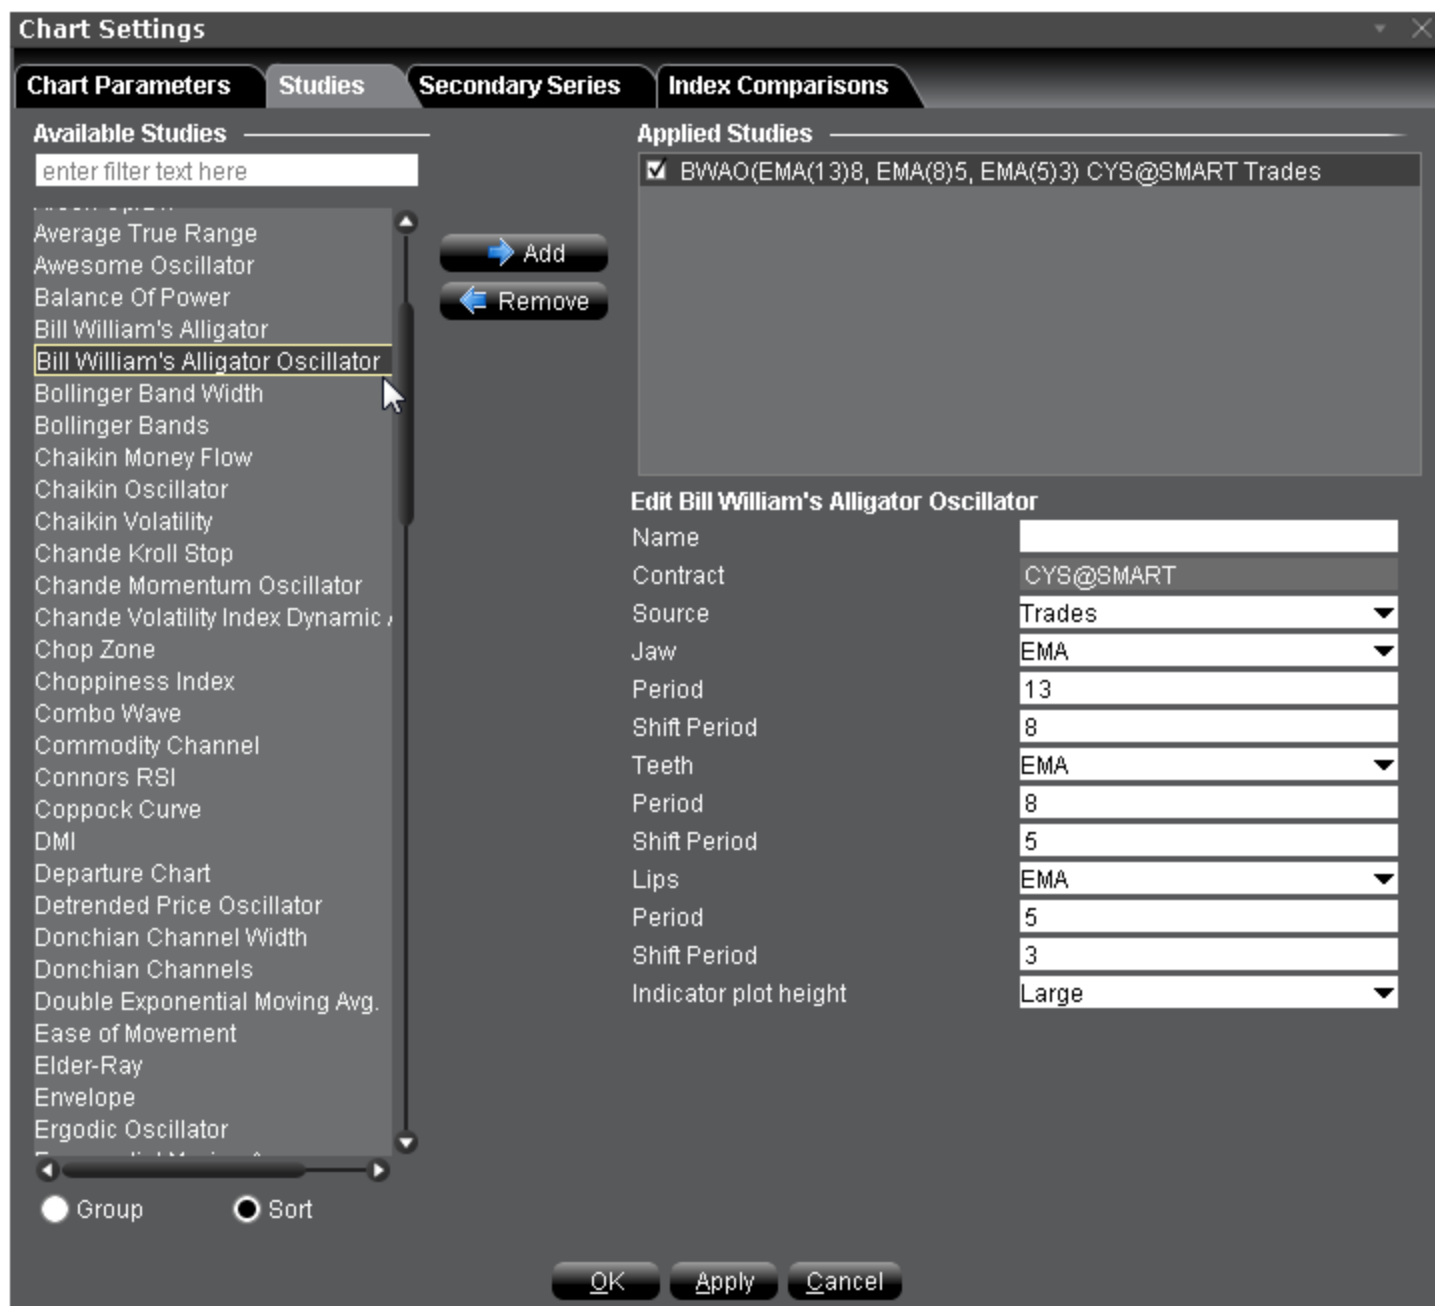 Chart Settings
Chart Parameters
Studies
Secondary Series
Index Comparisons
Available Studies
enter filter text here
Average True Range
Awesome Oscillator
Balance Of Power
Bill William's Alligator
Bill William's Alligator Oscillator
Bollinger Band Width
Bollinger Bands
Chaikin Money Flow
Chaikin Oscillator
Chaikin Volatility
Chande Kroll Stop
Chande Momentum Oscillator
Chande Volatility Index Dynamic
Chop Zone
Choppiness Index
Combo Wave
Commodity Channel
Connors RSI
Coppock Curve
DMI
Departure Chart
Detrended Price Oscillator
Donchian Channel Width
Donchian Channels
Double Exponential Moving Avg.
Ease of Movement
Elder-Ray
Envelope
Ergodic Oscillator
Group
Sort
Add
Remove
Applied Studies
BWAO(EMA(13)8, EMA(8)5, EMA(5)3) CYS@SMART Trades
Edit Bill William's Alligator Oscillator
Name
Contract CYS@SMART
Source Trades
Jaw EMA
Period 13
Shift Period 8
Teeth EMA
Period 8
Shift Period 5
Lips EMA
Period 5
Shift Period 3
Indicator plot height Large
OK
Apply
Cancel